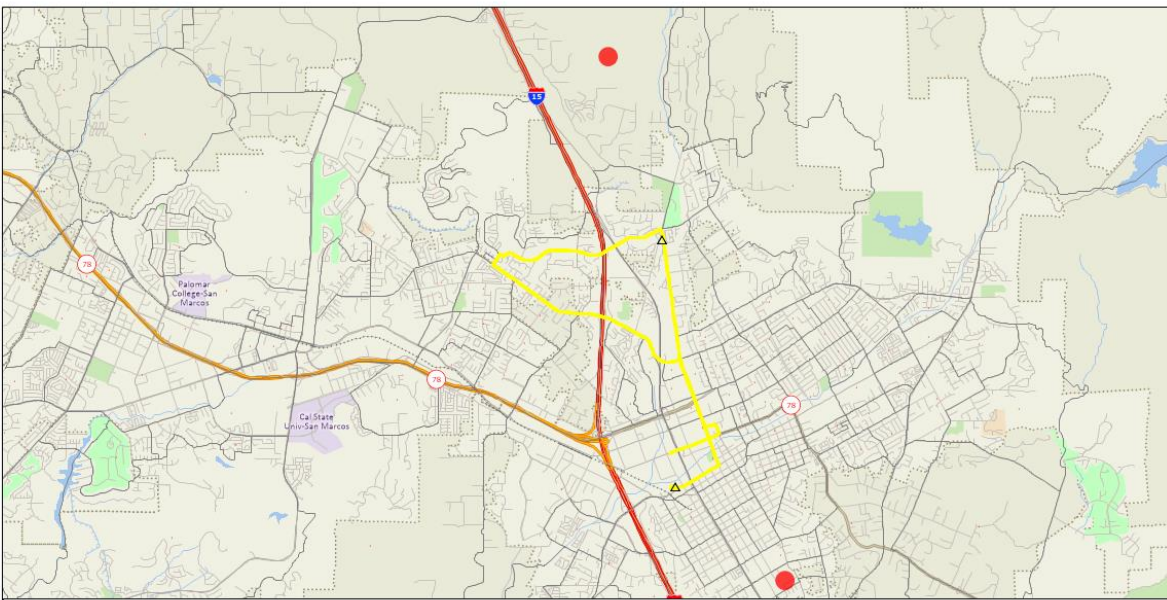 15
78
Palomar
College-San
Marcos
78
Cal State
Univ-San Marcos
78